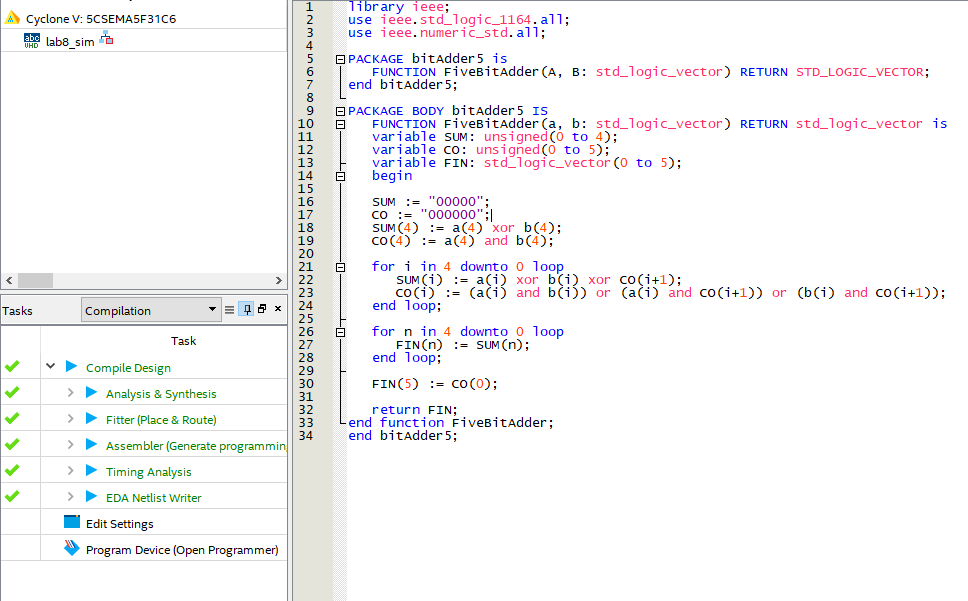 Cyclone V: 5CSEMA5F31C6
abc
VHD
lab8_sim
Tasks
Compilation
Task
Compile Design
Analysis & Synthesis
Fitter (Place & Route)
Assembler (Generate programmin
Timing Analysis
EDA Netlist Writer
Edit Settings
Program Device (Open Programmer)
1 library ieee;
2 use ieee.std_logic_1164.all;
3 use ieee.numeric_std.all;
4
5 PACKAGE bitAdder5 is
6 FUNCTION FiveBitAdder(A, B: std_logic_vector) RETURN STD_LOGIC_VECTOR;
7 end bitAdder5;
8
9 PACKAGE BODY bitAdder5 IS
10 FUNCTION FiveBitAdder(a, b: std_logic_vector) RETURN std_logic_vector is
11 variable SUM: unsigned(0 to 4);
12 variable CO: unsigned(0 to 5);
13 variable FIN: std_logic_vector(0 to 5);
14 begin
15
16 SUM := "00000";
17 CO := "000000";
18 SUM(4) := a(4) xor b(4);
19 CO(4) := a(4) and b(4);
20
21 for i in 4 downto 0 loop
22 SUM(i) := a(i) xor b(i) xor CO(i+1);
23 CO(i) := (a(i) and b(i)) or (a(i) and CO(i+1)) or (b(i) and CO(i+1));
24 end loop;
25
26 for n in 4 downto 0 loop
27 FIN(n) := SUM(n);
28 end loop;
29
30 FIN(5) := CO(0);
31
32 return FIN;
33 end function FiveBitAdder;
34 end bitAdder5;